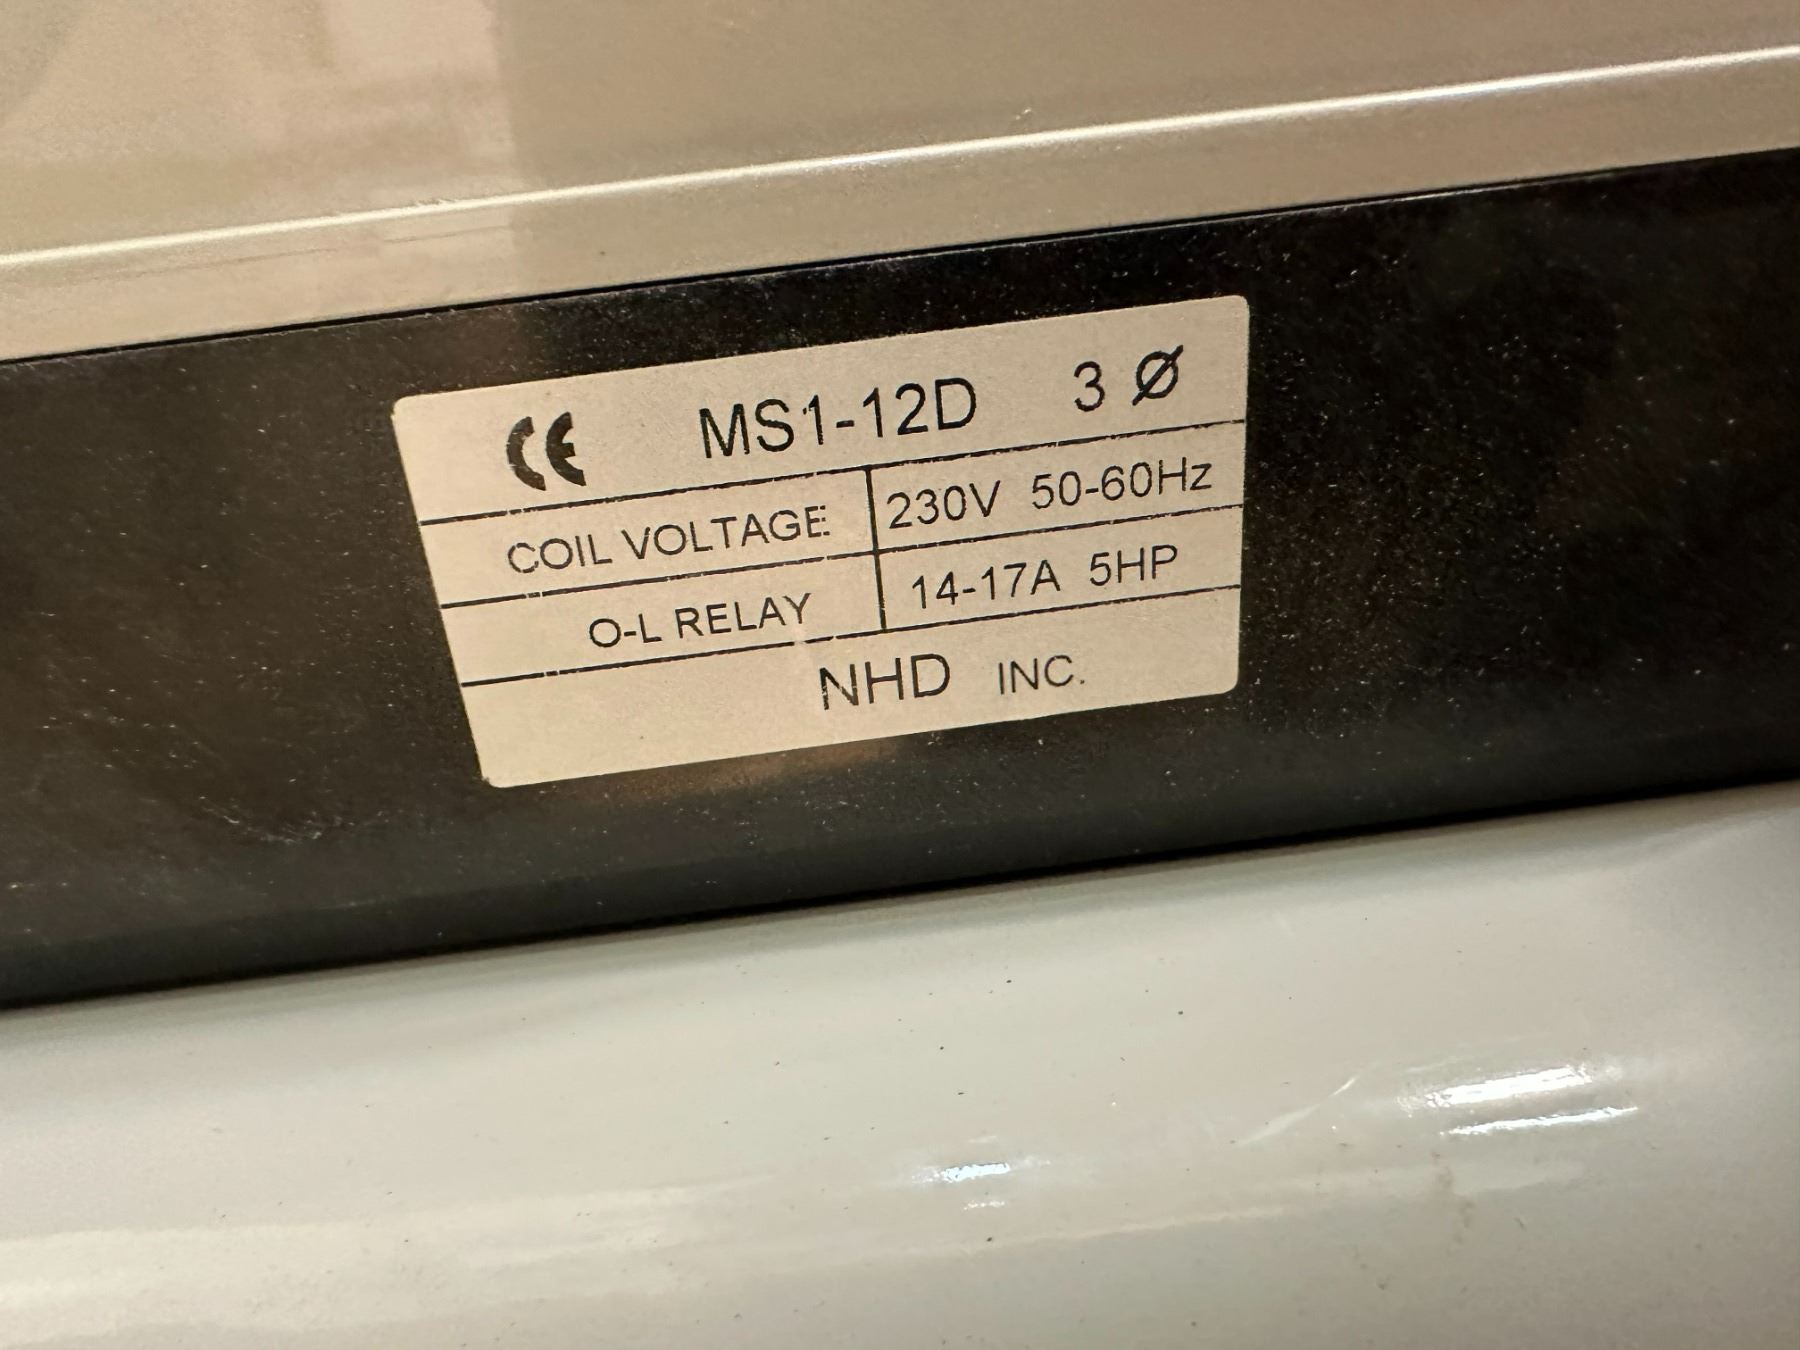 CE MS1-12D 3 Ø
COIL VOLTAGE: 230V 50-60Hz
O-L RELAY 14-17A 5HP
NHD INC.